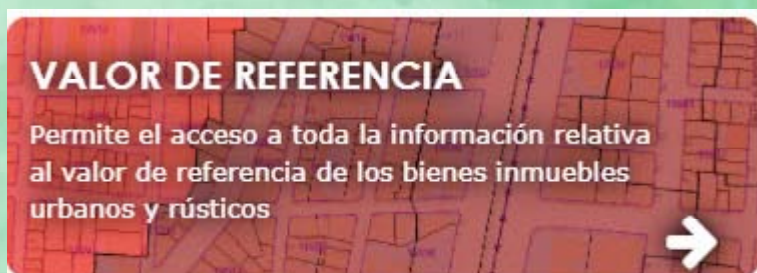 VALOR DE REFERENCIA
Permite el acceso a toda la información relativa
al valor de referencia de los bienes inmuebles
urbanos y rústicos